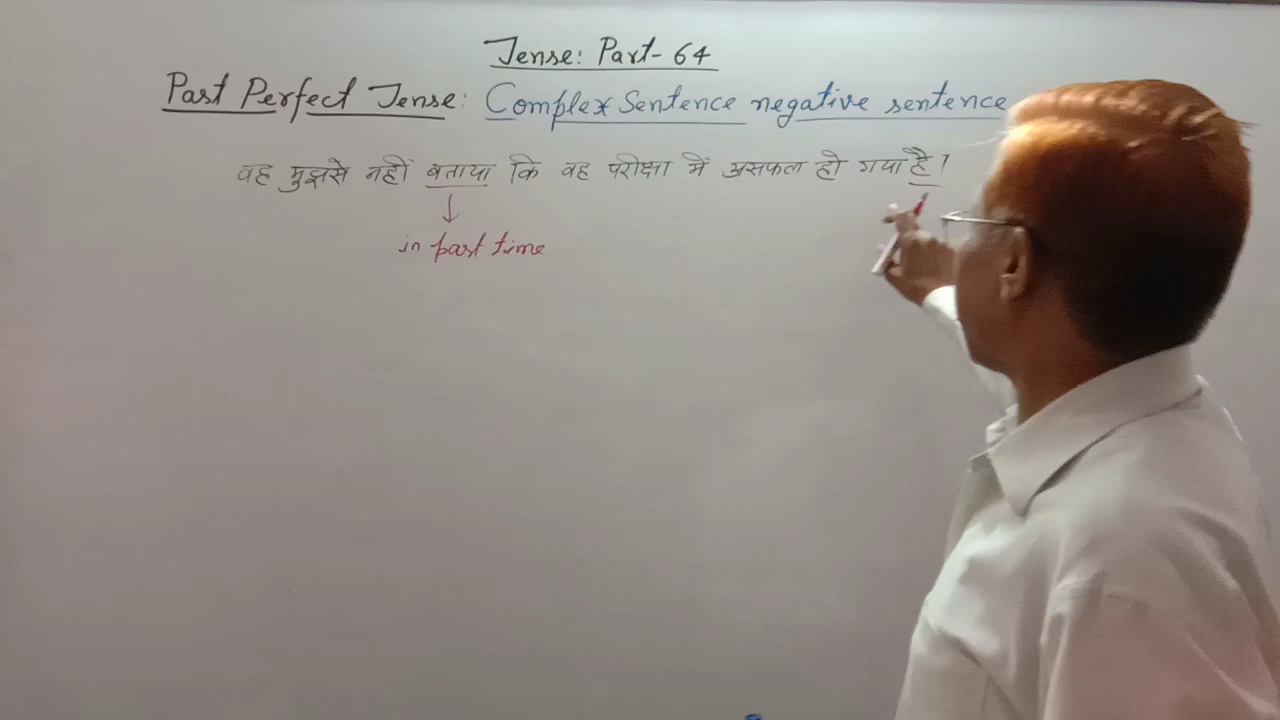 Tense: Part-64
Past Perfect Tense: Complex Sentence negative sentence
वह मुझसे नहीं बताया कि वह परीक्षा में असफल हो गया है।
in past time